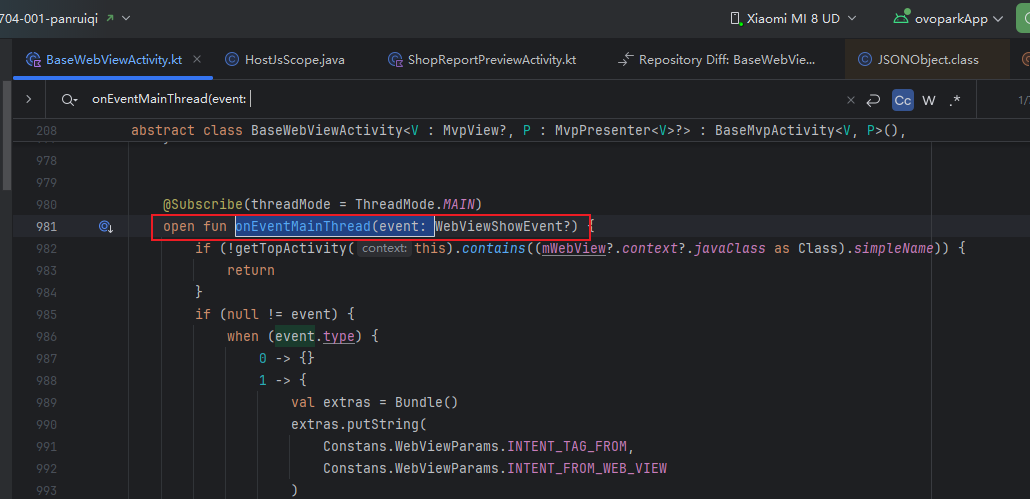 704-001-panruiqi Xiaomi MI 8 UD ovoparkApp
BaseWebViewActivity.kt HostJsScope.java ShopReportPreviewActivity.kt Repository Diff: BaseWebVie... JSONObject.class
onEventMainThread(event: Cc W .* 1/
208 abstract class BaseWebViewActivity<V : MvpView?, P : MvpPresenter<V>?> : BaseMvpActivity<V, P>(),
978
979
980 @Subscribe(threadMode = ThreadMode.MAIN)
981 open fun onEventMainThread(event: WebViewShowEvent?) {
982 if (!getTopActivity( context: this).contains((mWebView?.context?.javaClass as Class).simpleName)) {
983 return
984 }
985 if (null != event) {
986 when (event.type) {
987 0 -> {}
988 1 -> {
989 val extras = Bundle()
990 extras.putString(
991 Constans.WebViewParams.INTENT_TAG_FROM,
992 Constans.WebViewParams.INTENT_FROM_WEB_VIEW
993 )